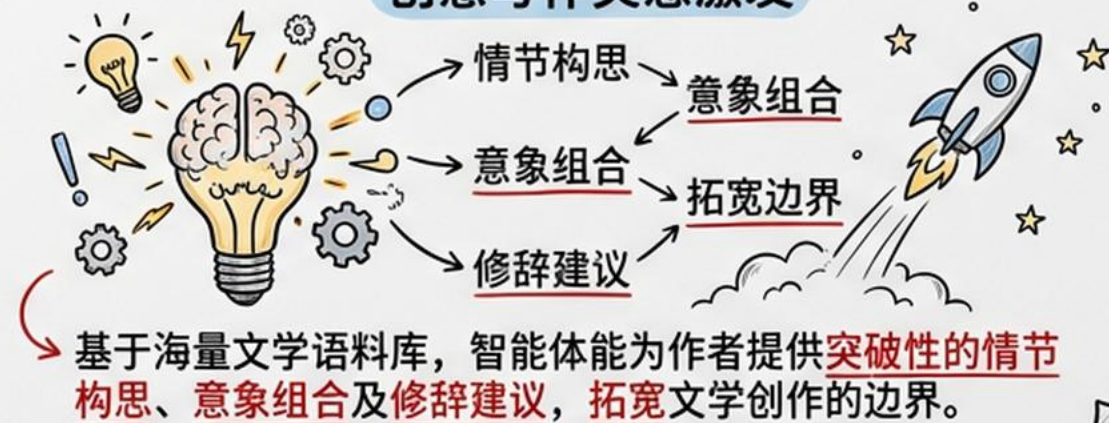 情节构思
意象组合
意象组合
拓宽边界
修辞建议
基于海量文学语料库，智能体能为作者提供突破性的情节
构思、意象组合及修辞建议，拓宽文学创作的边界。